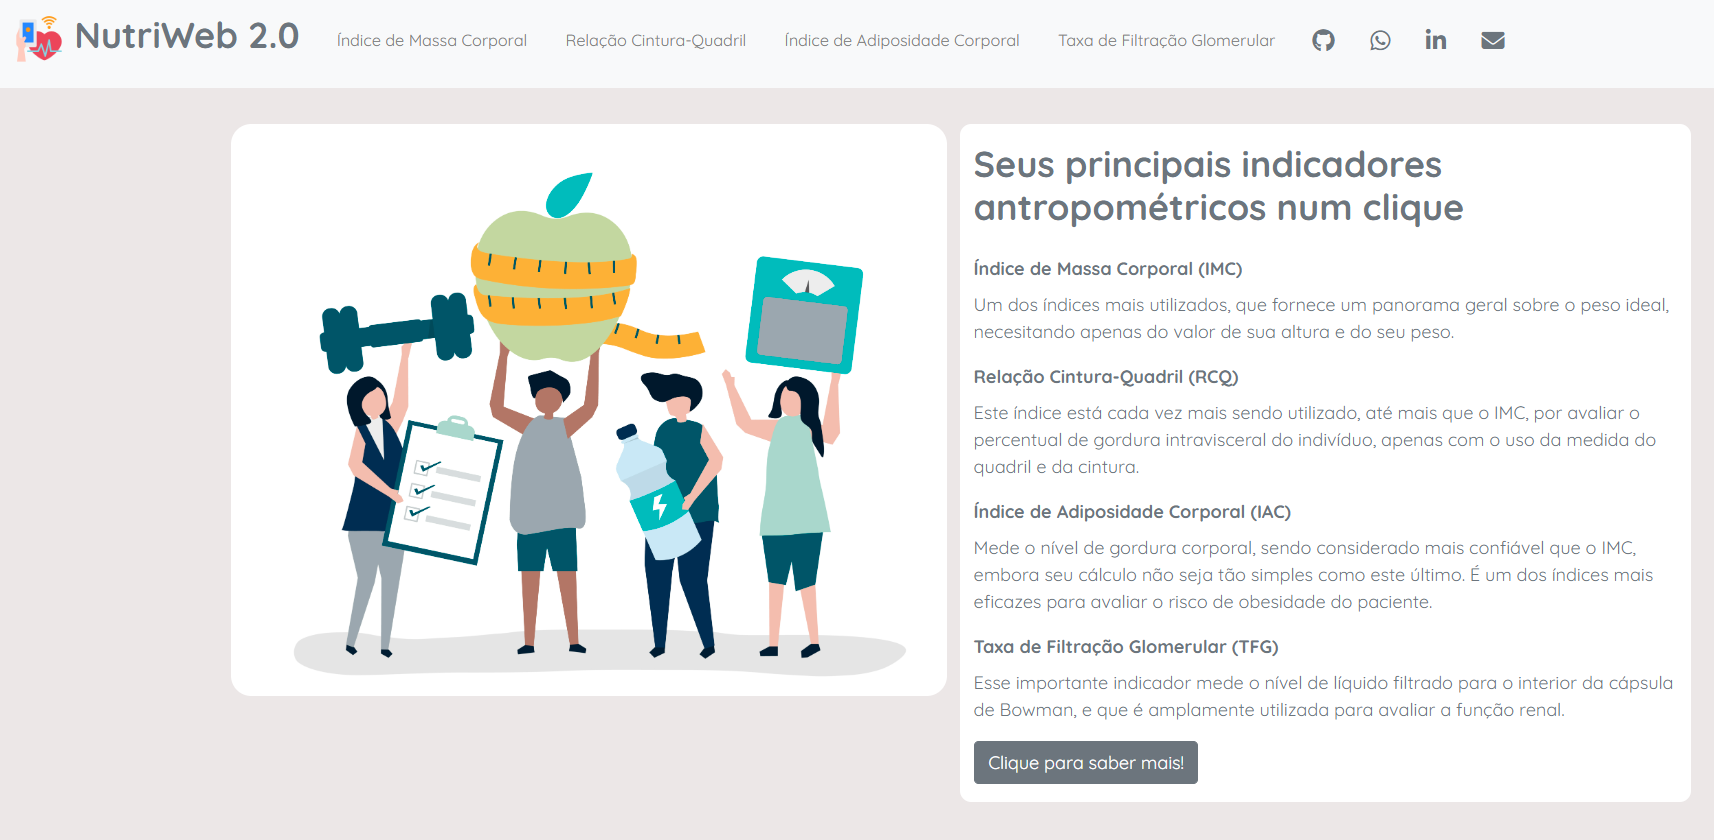 NutriWeb 2.0
Índice de Massa Corporal
Relação Cintura-Quadril
Índice de Adiposidade Corporal
Taxa de Filtração Glomerular
Seus principais indicadores
antropométricos num clique
Índice de Massa Corporal (IMC)
Um dos índices mais utilizados, que fornece um panorama geral sobre o peso ideal,
necesitando apenas do valor de sua altura e do seu peso.
Relação Cintura-Quadril (RCQ)
Este índice está cada vez mais sendo utilizado, até mais que o IMC, por avaliar o
percentual de gordura intravisceral do indivíduo, apenas com o uso da medida do
quadril e da cintura.
Índice de Adiposidade Corporal (IAC)
Mede o nível de gordura corporal, sendo considerado mais confiável que o IMC,
embora seu cálculo não seja tão simples como este último. É um dos índices mais
eficazes para avaliar o risco de obesidade do paciente.
Taxa de Filtração Glomerular (TFG)
Esse importante indicador mede o nível de líquido filtrado para o interior da cápsula
de Bowman, e que é amplamente utilizada para avaliar a função renal.
Clique para saber mais!